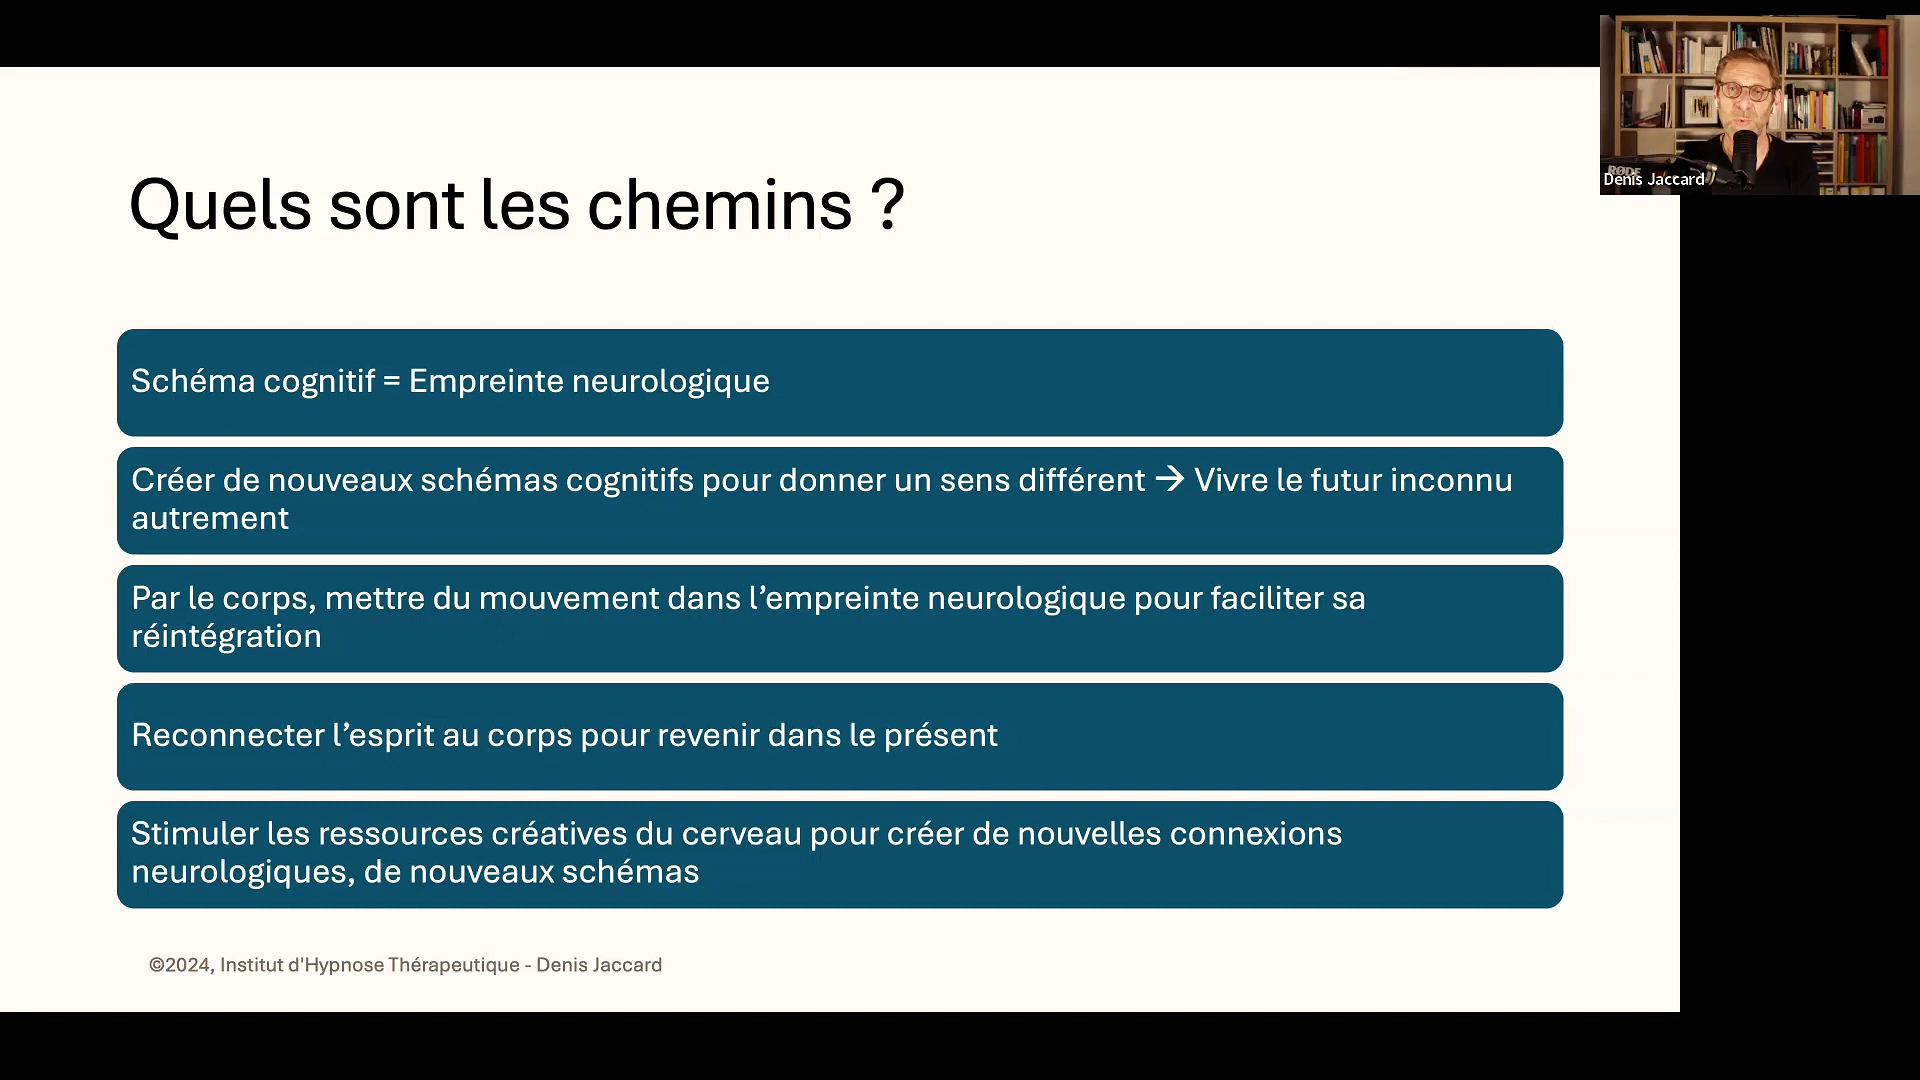 RØDE
Denis Jaccard
Quels sont les chemins ?
Schéma cognitif = Empreinte neurologique
Créer de nouveaux schémas cognitifs pour donner un sens différent → Vivre le futur inconnu
autrement
Par le corps, mettre du mouvement dans l’empreinte neurologique pour faciliter sa
réintégration
Reconnecter l’esprit au corps pour revenir dans le présent
Stimuler les ressources créatives du cerveau pour créer de nouvelles connexions
neurologiques, de nouveaux schémas
©2024, Institut d'Hypnose Thérapeutique - Denis Jaccard